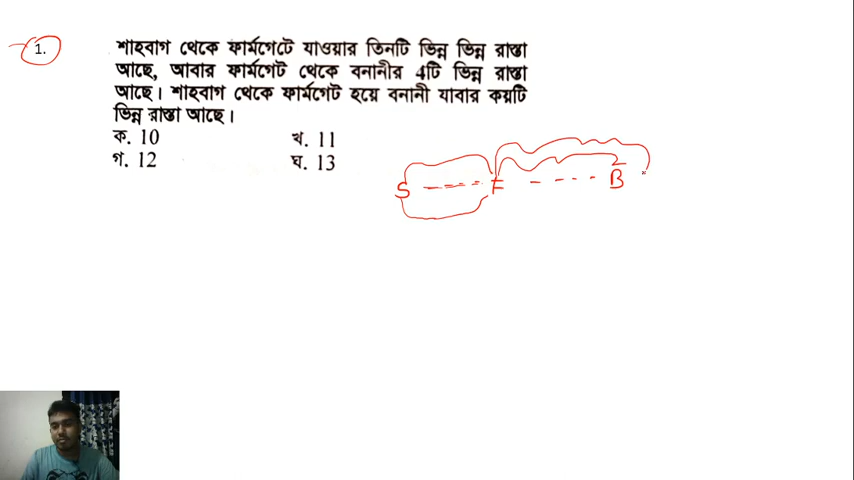 1.
শাহবাগ থেকে ফার্মগেটে যাওয়ার তিনটি ভিন্ন ভিন্ন রাস্তা
আছে, আবার ফার্মগেট থেকে বনানীর 4টি ভিন্ন রাস্তা
আছে। শাহবাগ থেকে ফার্মগেট হয়ে বনানী যাবার কয়টি
ভিন্ন রাস্তা আছে।
ক. 10 খ. 11
গ. 12 ঘ. 13
S F B